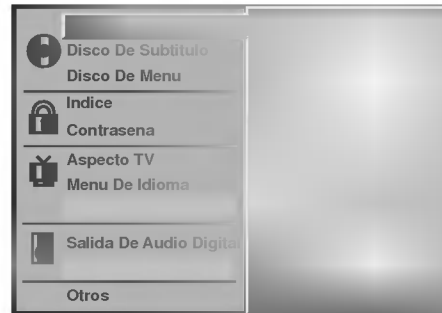 Disco De Subtitulo
Disco De Menu
Indice
Contrasena
Aspecto TV
Menu De Idioma
Salida De Audio Digital
Otros